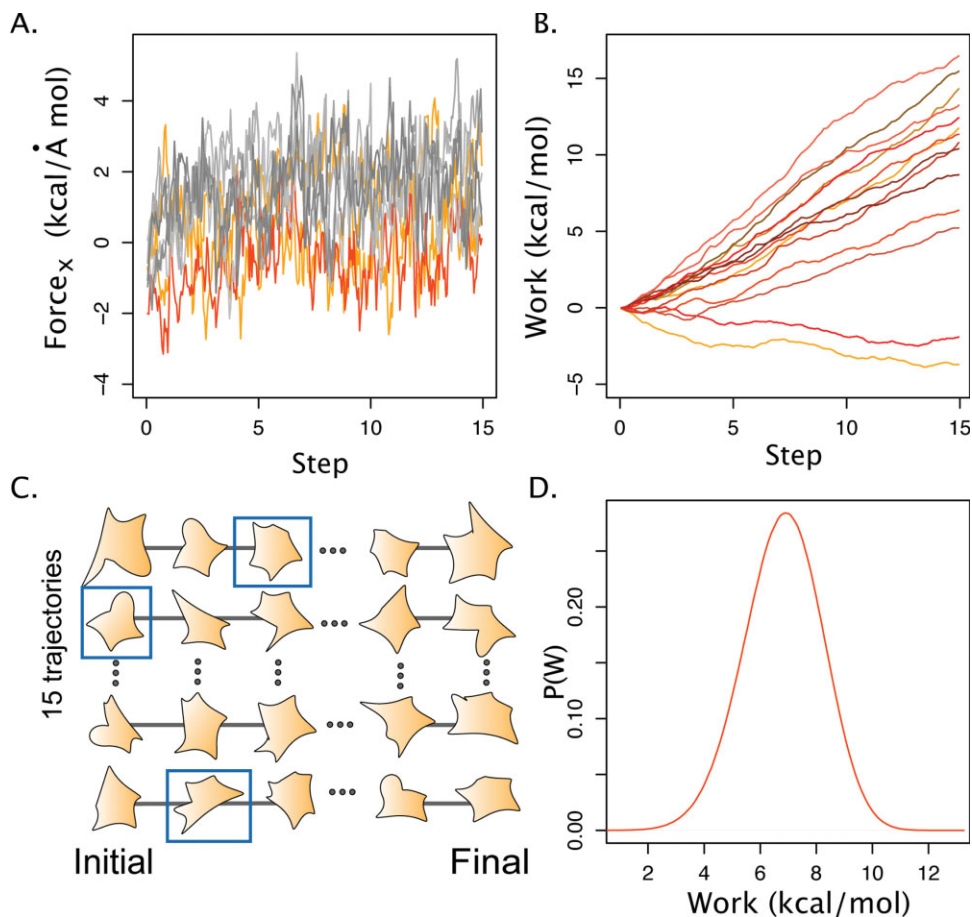 A.
Force x (kcal/Å mol)
4
2
0
-2
-4
0 5 10 15
Step
B.
Work (kcal/mol)
15
10
5
0
-5
0 5 10 15
Step
C.
15 trajectories
Initial Final
D.
P(W)
0.20
0.10
0.00
2 4 6 8 10 12
Work (kcal/mol)